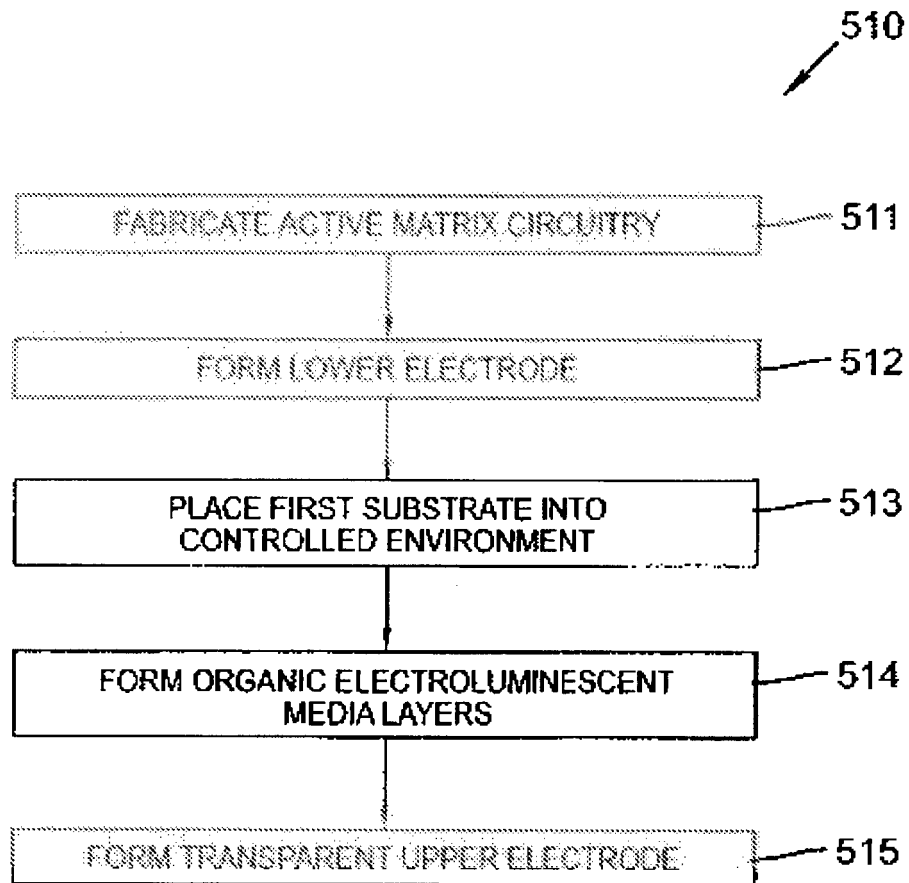 510
FABRICATE ACTIVE MATRIX CIRCUITRY
511
FORM LOWER ELECTRODE
512
PLACE FIRST SUBSTRATE INTO
CONTROLLED ENVIRONMENT
513
FORM ORGANIC ELECTROLUMINESCENT
MEDIA LAYERS
514
FORM TRANSPARENT UPPER ELECTRODE
515